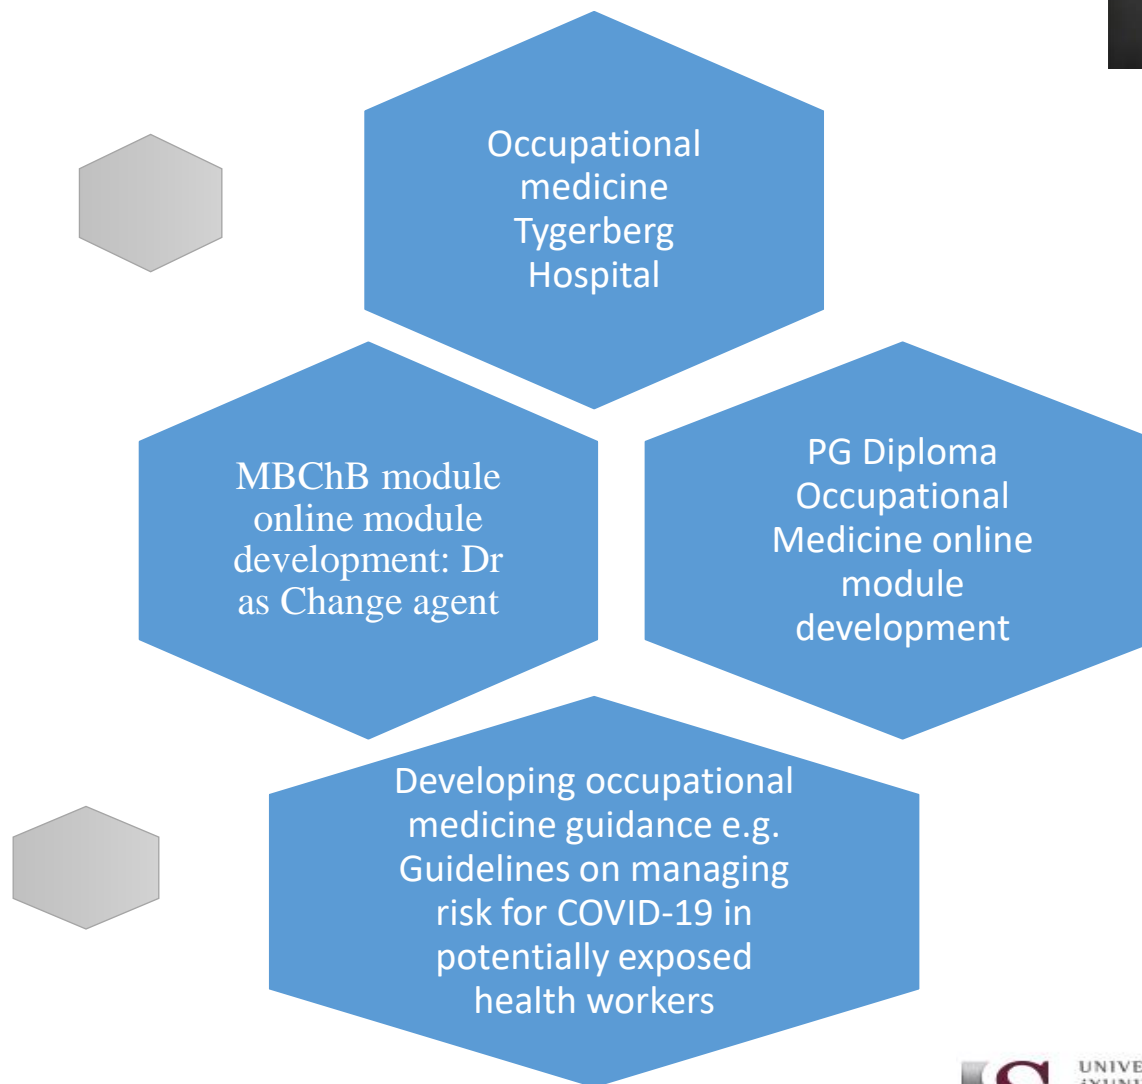 Occupational
medicine
Tygerberg
Hospital
MBChB module
online module
development: Dr
as Change agent
PG Diploma
Occupational
Medicine online
module
development
Developing occupational
medicine guidance e.g.
Guidelines on managing
risk for COVID-19 in
potentially exposed
health workers